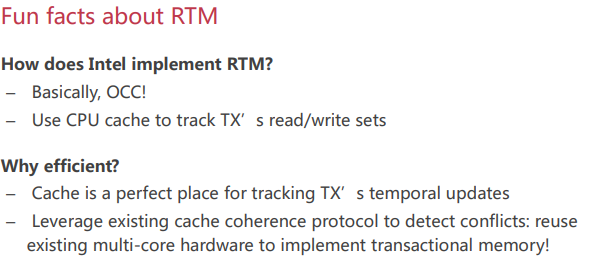 Fun facts about RTM
How does Intel implement RTM?
– Basically, OCC!
– Use CPU cache to track TX’s read/write sets
Why efficient?
– Cache is a perfect place for tracking TX’s temporal updates
– Leverage existing cache coherence protocol to detect conflicts: reuse
existing multi-core hardware to implement transactional memory!